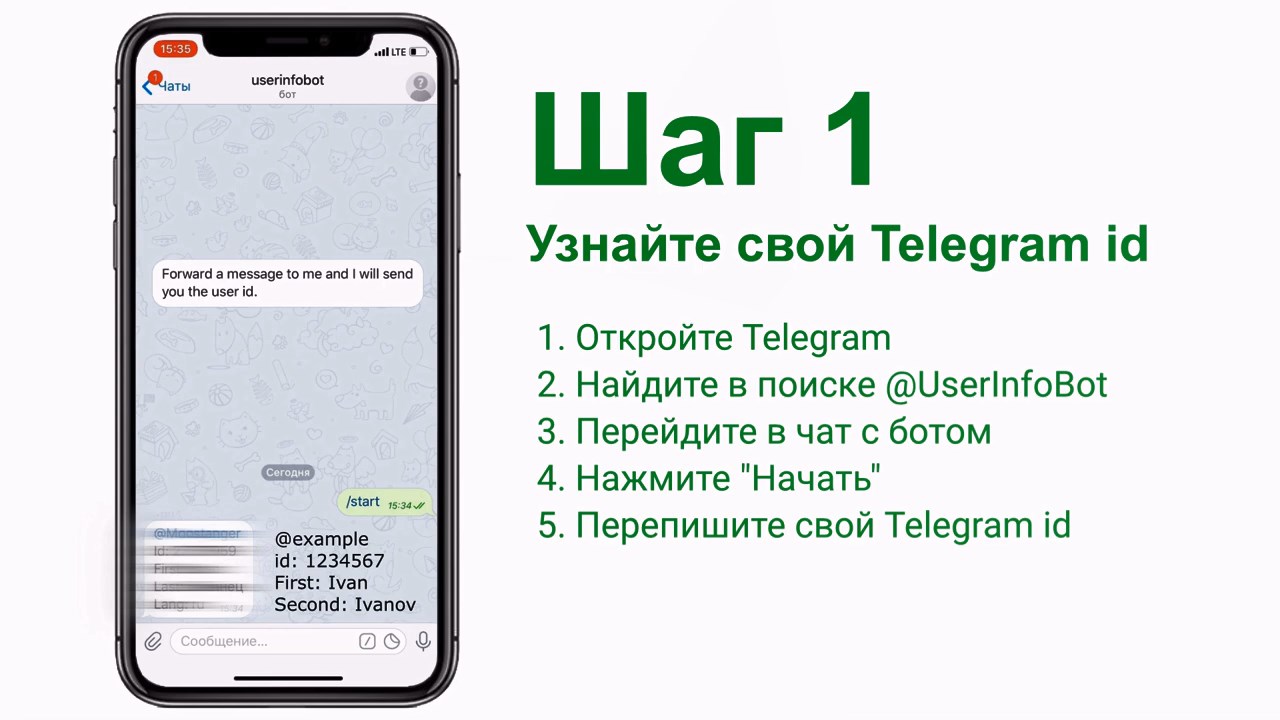 15:35
LTE
1
Чаты
userinfobot
бот
?
Forward a message to me and I will send
you the user id.
Сегодня
/start 15:34
@example
id: 1234567
First: Ivan
Second: Ivanov
Сообщение...
Шаг 1
Узнайте свой Telegram id
1. Откройте Telegram
2. Найдите в поиске @UserInfoBot
3. Перейдите в чат с ботом
4. Нажмите "Начать"
5. Перепишите свой Telegram id